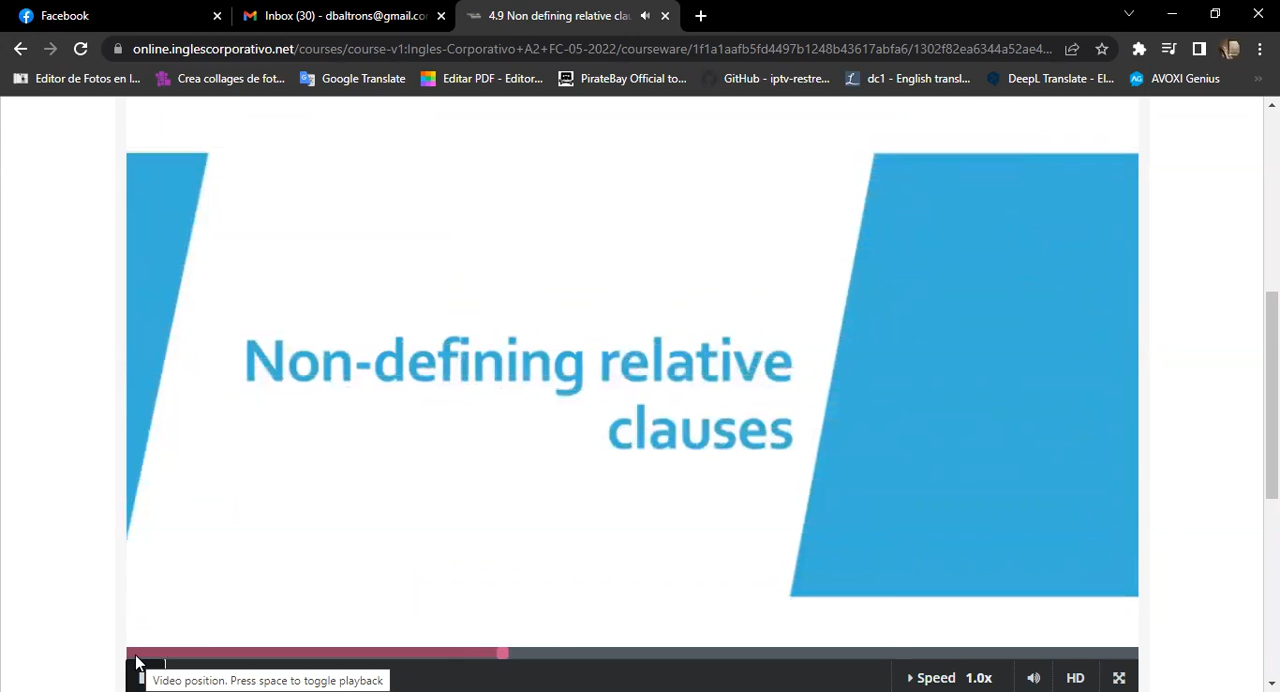 Facebook
Inbox (30) - dbaltrons@gmail.co
4.9 Non defining relative cla
online.inglescorporativo.net/courses/course-v1:Ingles-Corporativo+A2+FC-05-2022/courseware/1f1a1aafb5fd4497b1248b43617abfa6/1302f82ea6344a52ae4...
Editor de Fotos en l... Crea collages de fot... Google Translate Editar PDF - Editor... PirateBay Official to... GitHub - iptv-restre... dc1 - English transl... DeepL Translate - El... AVOXI Genius »
Non-defining relative
clauses
Video position. Press space to toggle playback
Speed 1.0x HD